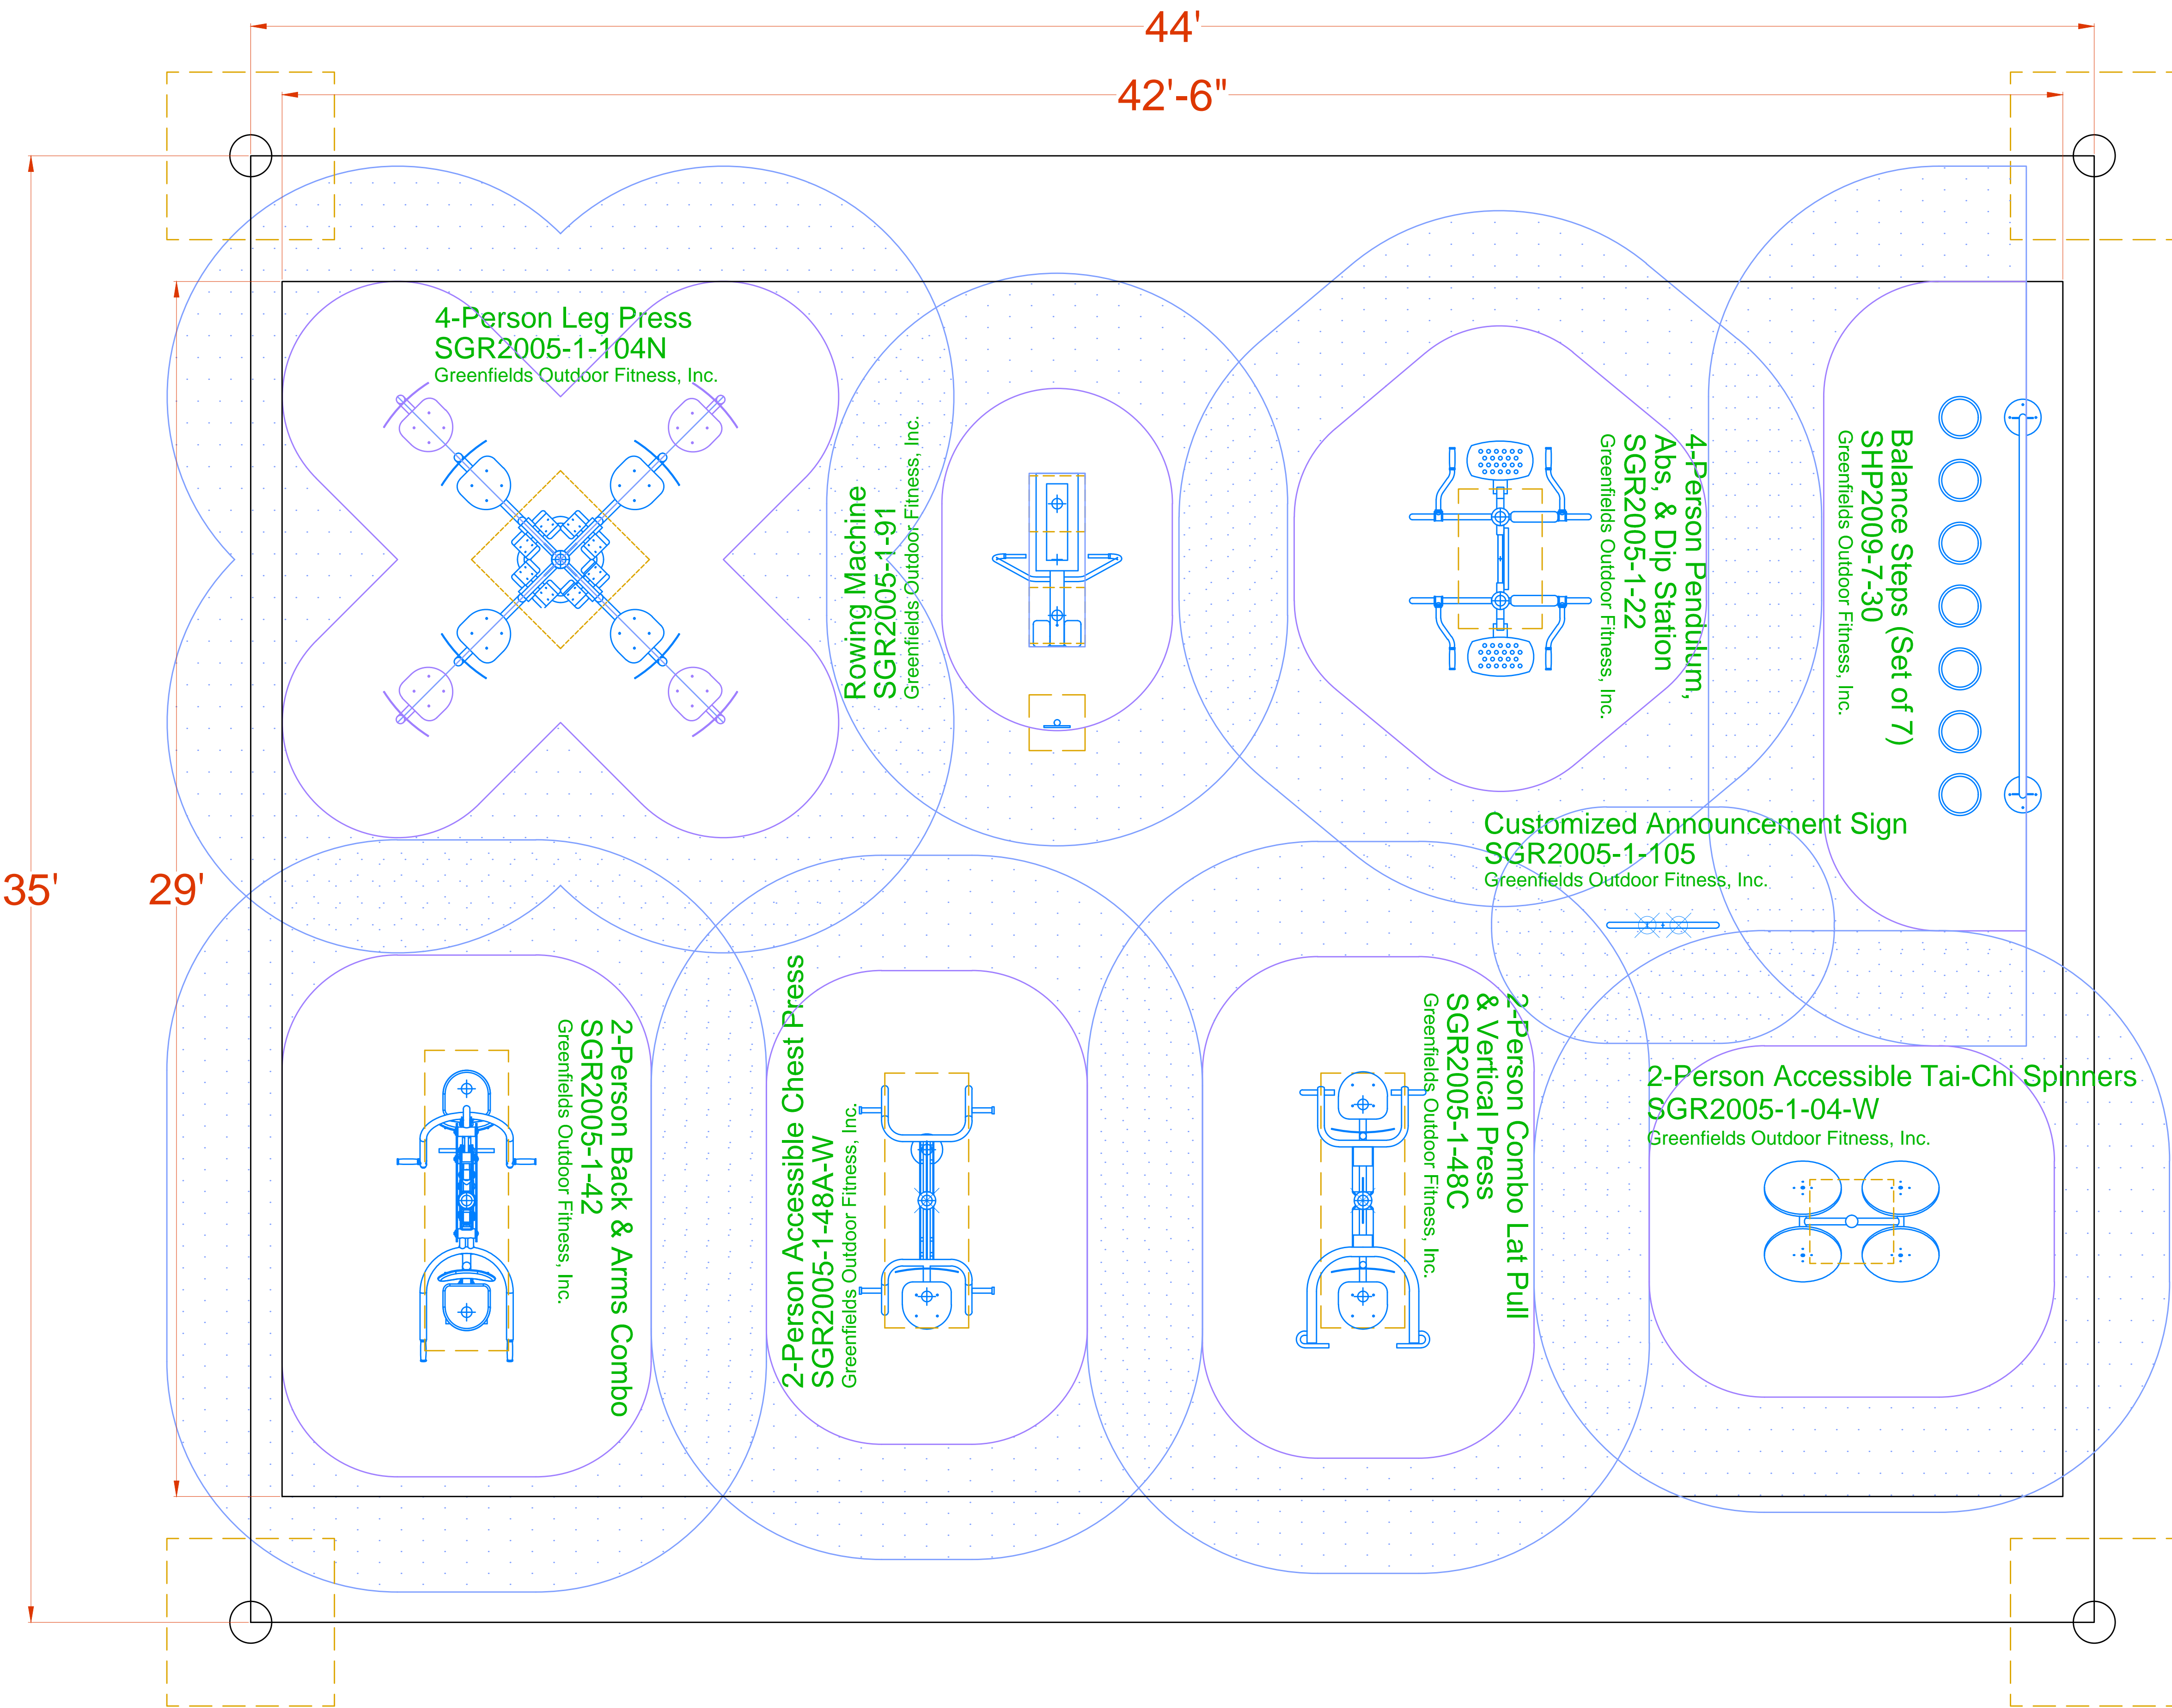 44'
42'-6"
35'
29'
4-Person Leg Press
SGR2005-1-104N
Greenfields Outdoor Fitness, Inc.
Rowing Machine
SGR2005-1-91
Greenfields Outdoor Fitness, Inc.
4-Person Pendulum,
Abs, & Dip Station
SGR2005-1-22
Greenfields Outdoor Fitness, Inc.
Balance Steps (Set of 7)
SHP2009-7-30
Greenfields Outdoor Fitness, Inc.
Customized Announcement Sign
SGR2005-1-105
Greenfields Outdoor Fitness, Inc.
2-Person Back & Arms Combo
SGR2005-1-42
Greenfields Outdoor Fitness, Inc.
2-Person Accessible Chest Press
SGR2005-1-48A-W
Greenfields Outdoor Fitness, Inc.
2-Person Combo Lat Pull
& Vertical Press
SGR2005-1-48C
Greenfields Outdoor Fitness, Inc.
2-Person Accessible Tai-Chi Spinners
SGR2005-1-04-W
Greenfields Outdoor Fitness, Inc.